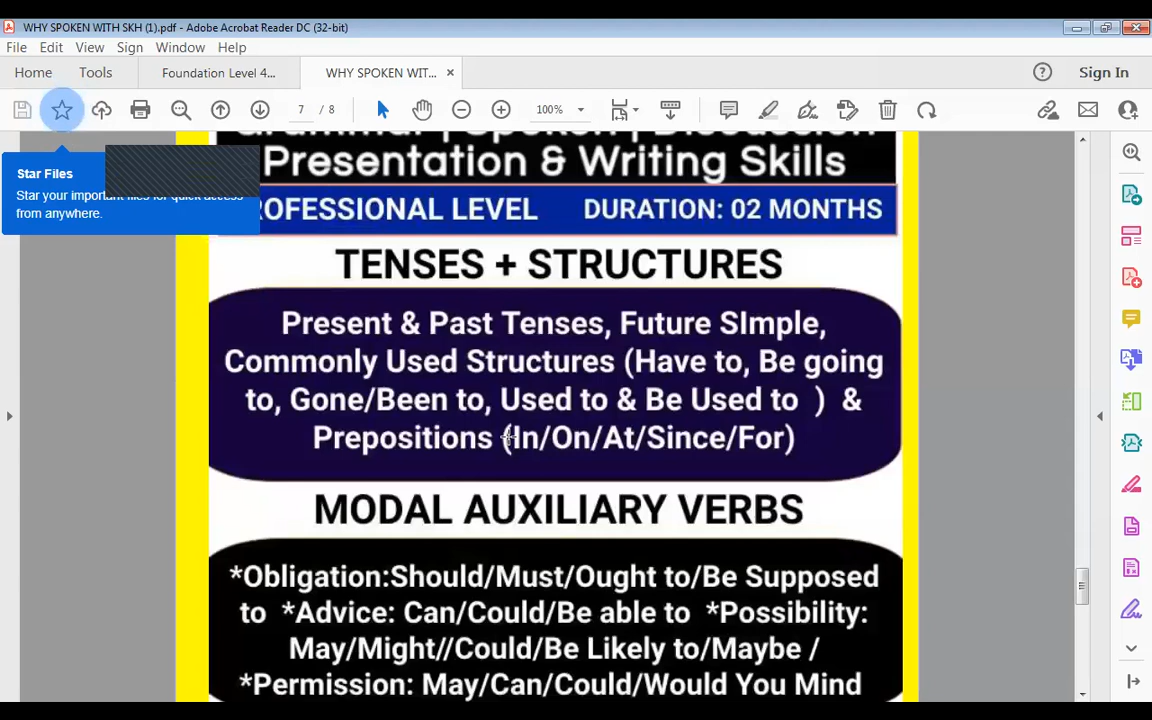 WHY SPOKEN WITH SKH (1).pdf - Adobe Acrobat Reader DC (32-bit)
File Edit View Sign Window Help
Home Tools Foundation Level 4... WHY SPOKEN WIT... ×
Sign In
7 / 8 100%
Grammar | Spoken | Discussion
Presentation & Writing Skills
Star Files
Star your important files for quick access
from anywhere.
ROFESSIONAL LEVEL DURATION: 02 MONTHS
TENSES + STRUCTURES
Present & Past Tenses, Future SImple,
Commonly Used Structures (Have to, Be going
to, Gone/Been to, Used to & Be Used to ) &
Prepositions (In/On/At/Since/For)
MODAL AUXILIARY VERBS
*Obligation:Should/Must/Ought to/Be Supposed
to *Advice: Can/Could/Be able to *Possibility:
May/Might//Could/Be Likely to/Maybe /
*Permission: May/Can/Could/Would You Mind